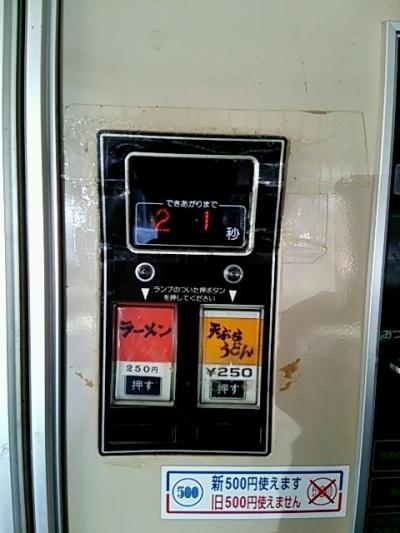 できあがりまで
2 1 秒
ランプのついた押ボタン
を押してください
ラーメン
250円
押す
天ぷら
うどん
¥250
押す
500
新500円使えます
旧500円使えません